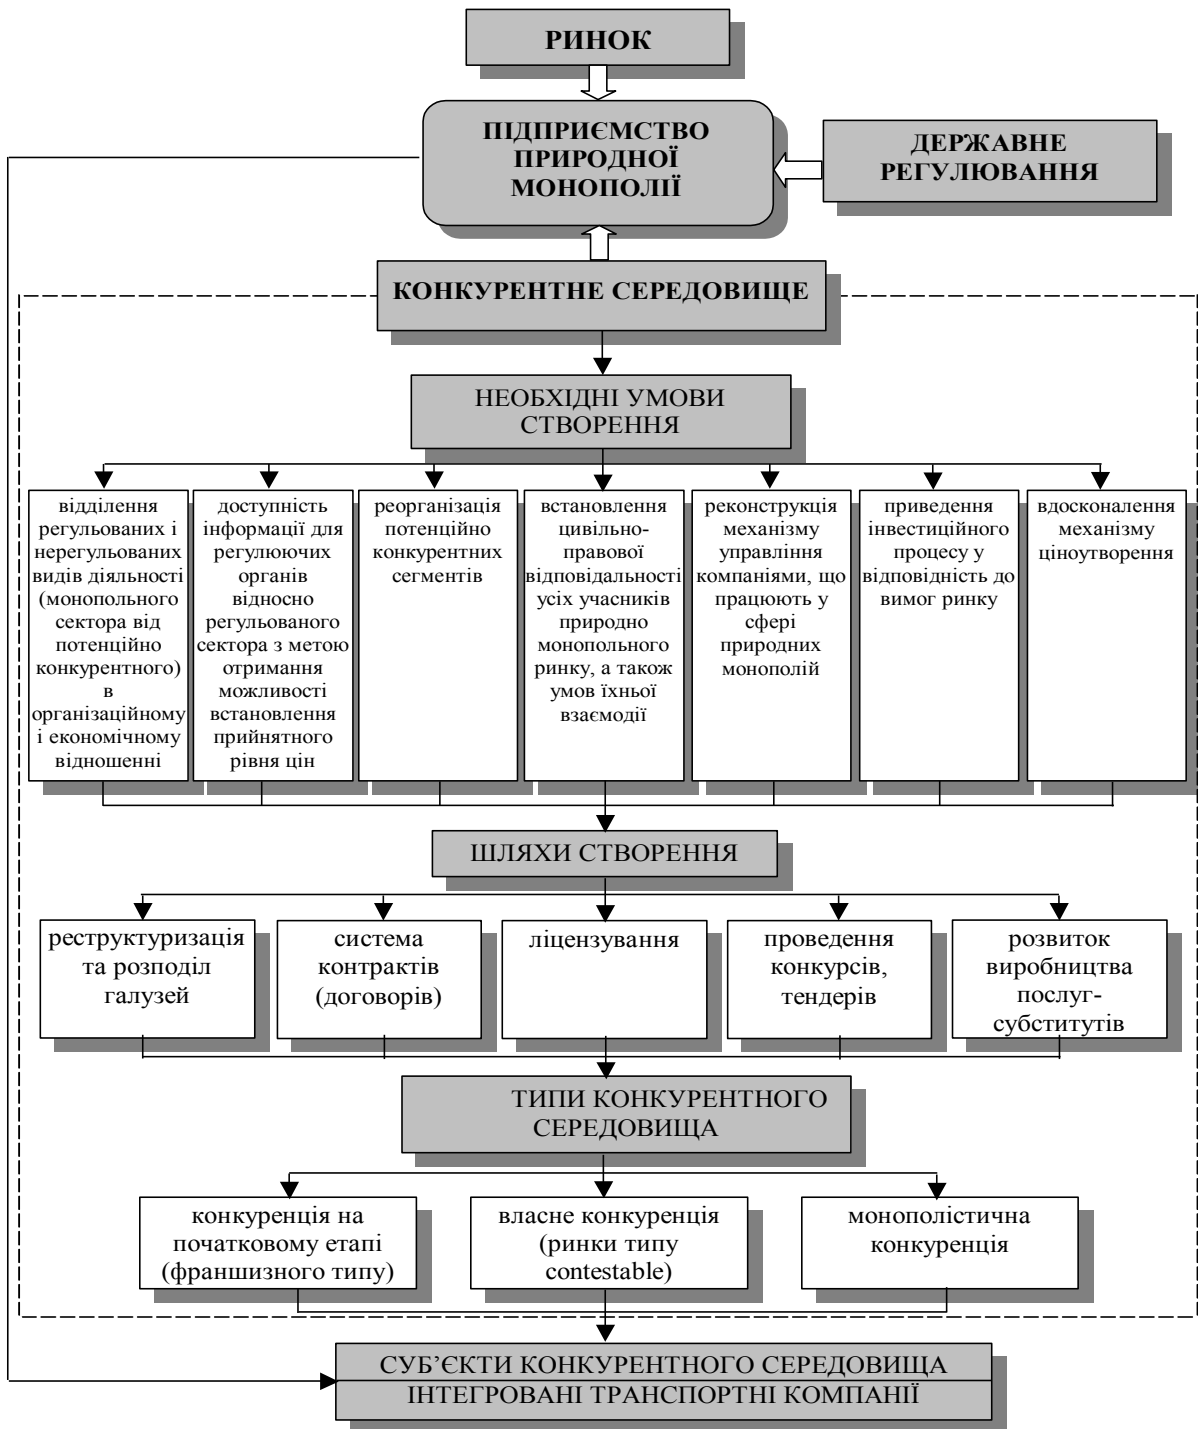 РИНОК
ПІДПРИЄМСТВО
ПРИРОДНОЇ
МОНОПОЛІЇ
ДЕРЖАВНЕ
РЕГУЛЮВАННЯ
КОНКУРЕНТНЕ СЕРЕДОВИЩЕ
НЕОБХІДНІ УМОВИ
СТВОРЕННЯ
відділення
регульованих і
нерегульованих
видів діяльності
(монопольного
сектора від
потенційно
конкурентного)
в
організаційному
і економічному
відношенні
доступність
інформації для
регулюючих
органів
відносно
регульованого
сектора з метою
отримання
можливості
встановлення
прийнятного
рівня цін
реорганізація
потенційно
конкурентних
сегментів
встановлення
цивільно-
правової
відповідальності
усіх учасників
природно
монопольного
ринку, а також
умов їхньої
взаємодії
реконструкція
механізму
управління
компаніями, що
працюють у
сфері
природних
монополій
приведення
інвестиційного
процесу у
відповідність до
вимог ринку
вдосконалення
механізму
ціноутворення
ШЛЯХИ СТВОРЕННЯ
реструктуризація
та розподіл
галузей
система
контрактів
(договорів)
ліцензування
проведення
конкурсів,
тендерів
розвиток
виробництва
послуг-
субститутів
ТИПИ КОНКУРЕНТНОГО
СЕРЕДОВИЩА
конкуренція на
початковому етапі
(франшизного типу)
власне конкуренція
(ринки типу
contestable)
монополістична
конкуренція
СУБ’ЄКТИ КОНКУРЕНТНОГО СЕРЕДОВИЩА
ІНТЕГРОВАНІ ТРАНСПОРТНІ КОМПАНІЇ